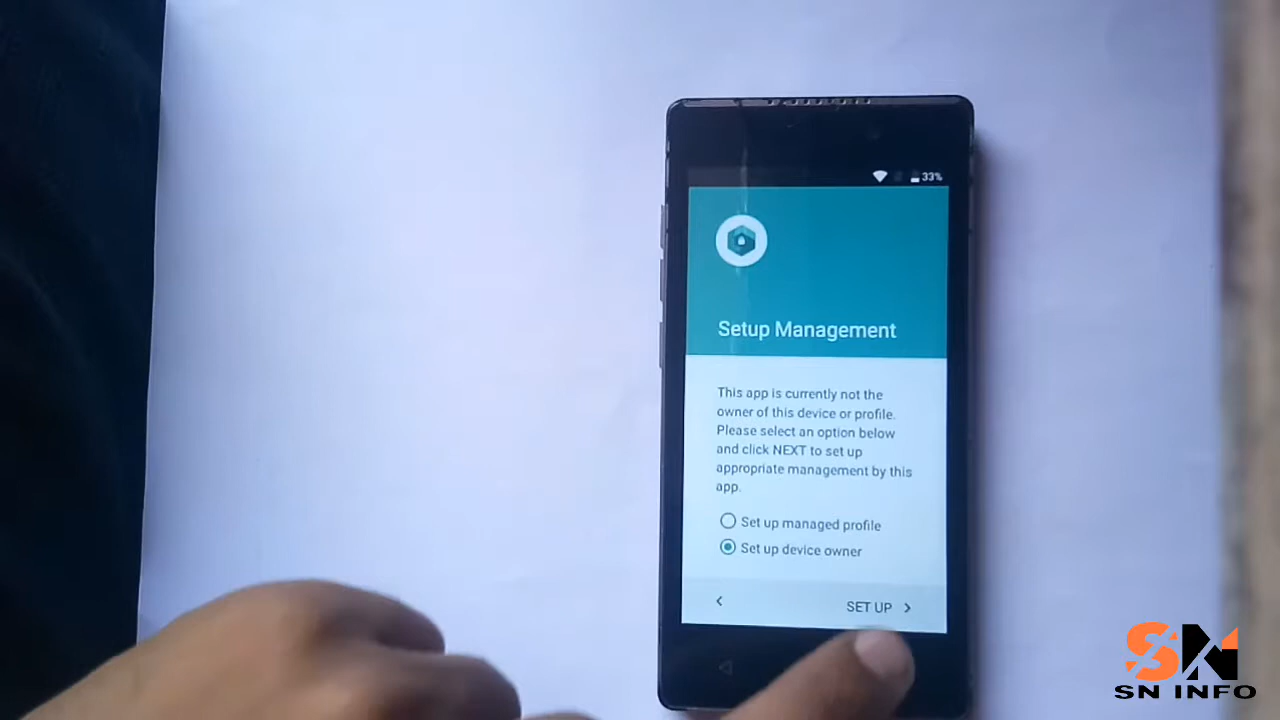 33%
Setup Management
This app is currently not the
owner of this device or profile.
Please select an option below
and click NEXT to set up
appropriate management by this
app.
Set up managed profile
Set up device owner
SET UP
SN
SN INFO